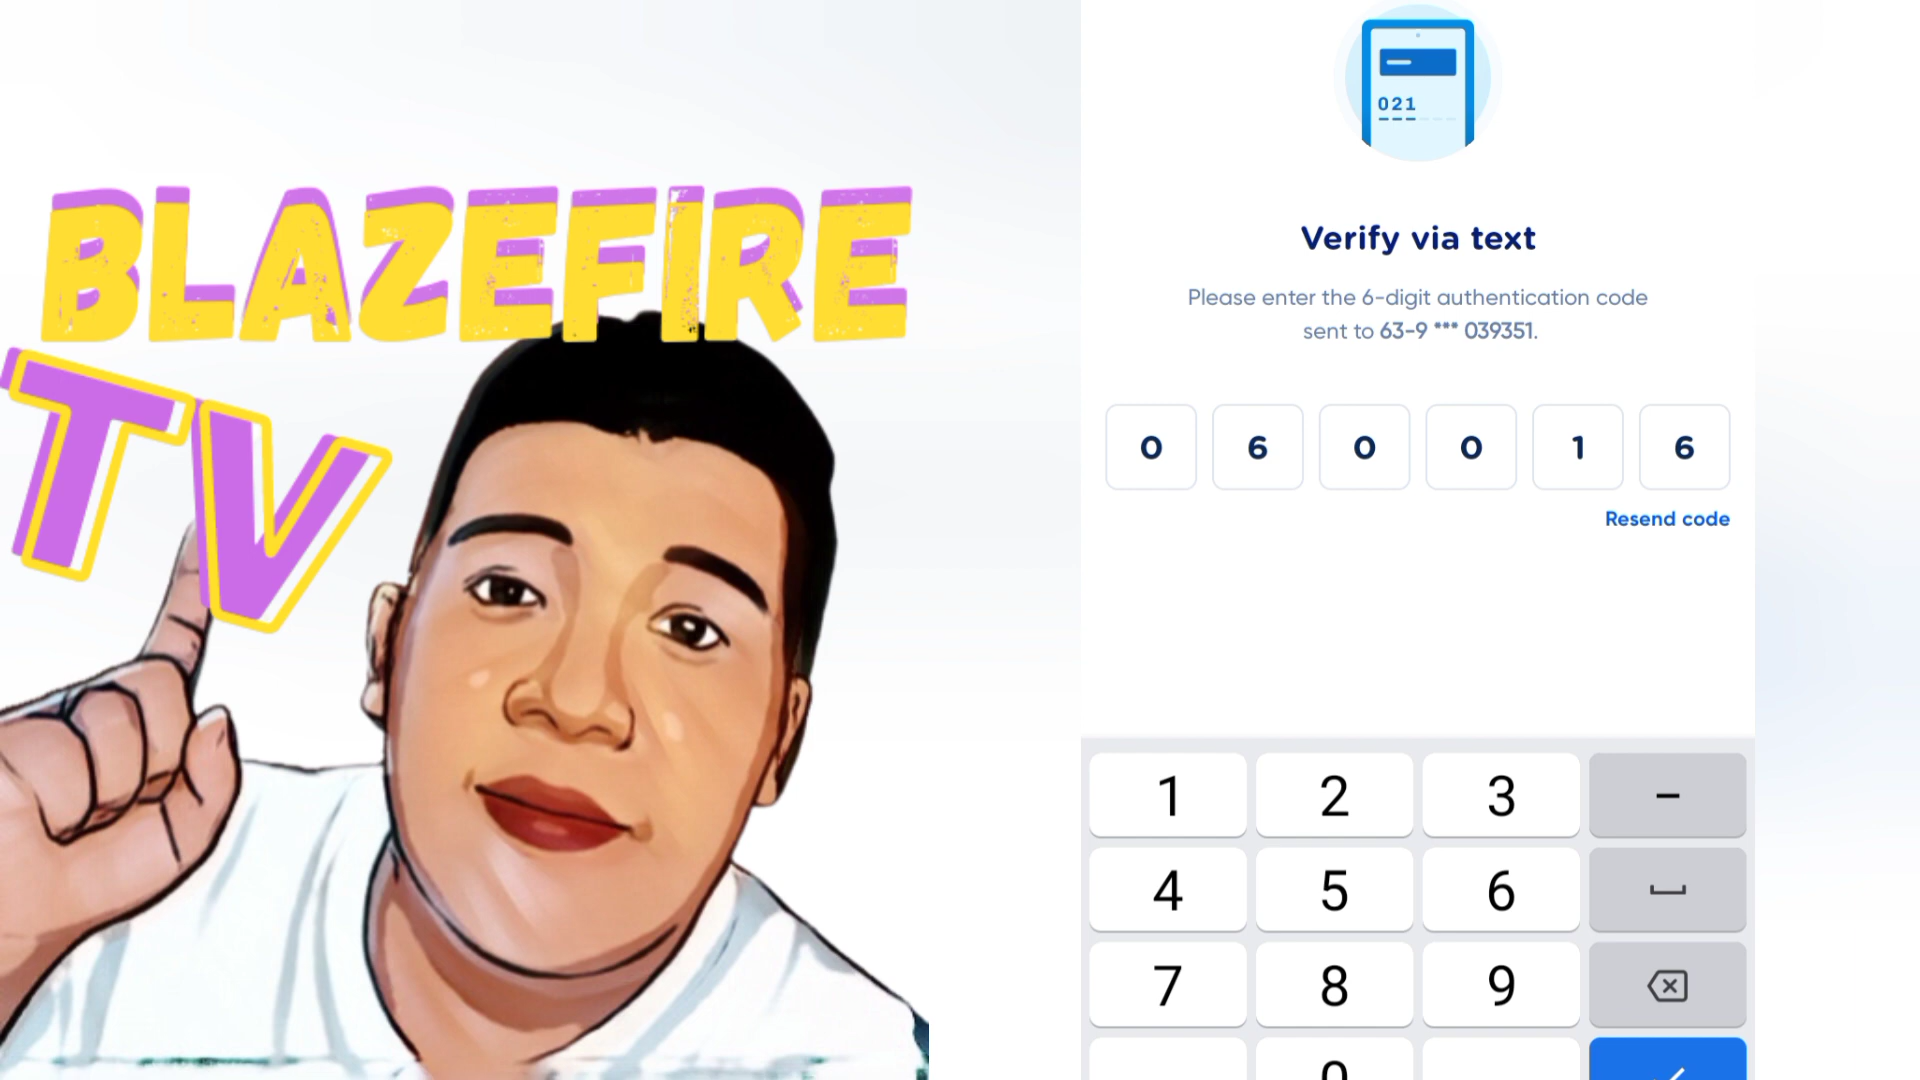 BLAZEFIRE
TV
021
Verify via text
Please enter the 6-digit authentication code
sent to 63-9 *** 039351.
0 6 0 0 1 6
Resend code
1 2 3 –
4 5 6
7 8 9
0